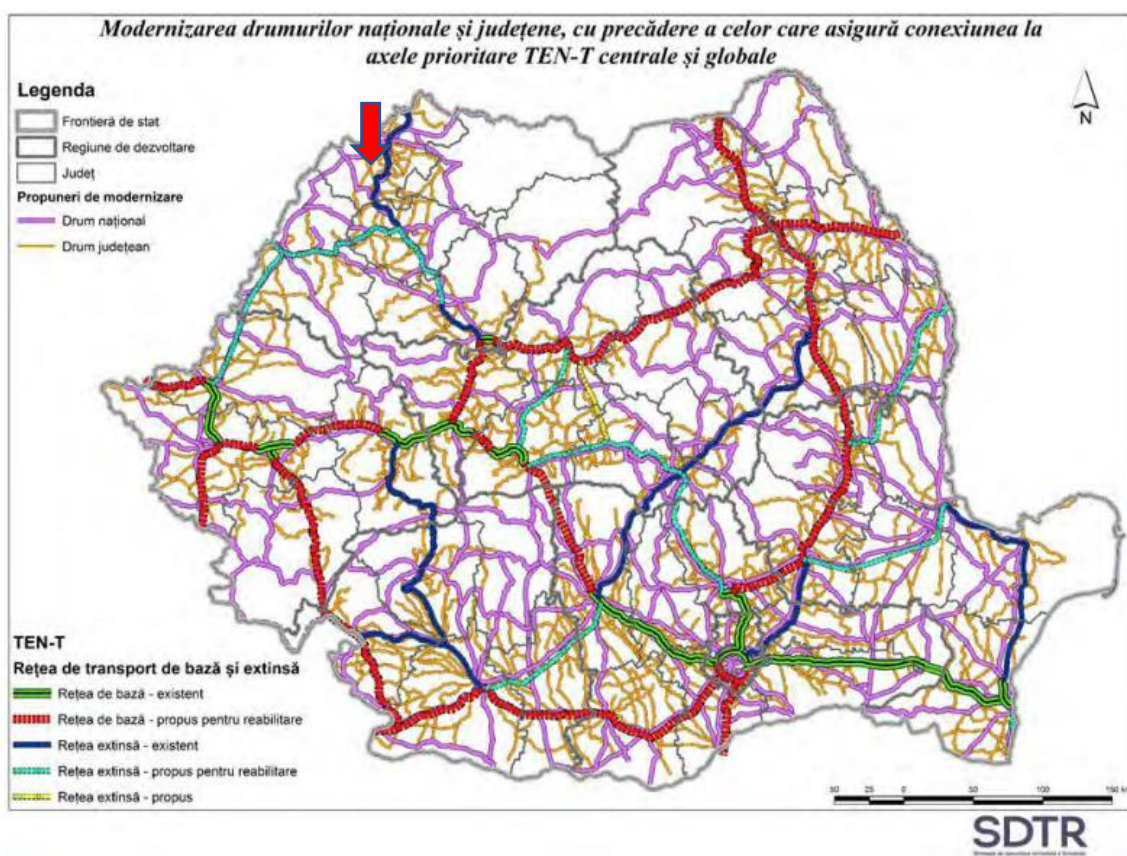 Modernizarea drumurilor naționale și județene, cu precădere a celor care asigură conexiunea la
axele prioritare TEN-T centrale și globale
Legenda
Frontieră de stat
Regiune de dezvoltare
Județ
Propuneri de modernizare
Drum național
Drum județean
N
TEN-T
Rețea de transport de bază și extinsă
Rețea de bază - existent
Rețea de bază - propus pentru reabilitare
Rețea extinsă - existent
Rețea extinsă - propus pentru reabilitare
Rețea extinsă - propus
50 25 0 50 100 150 km
SDTR